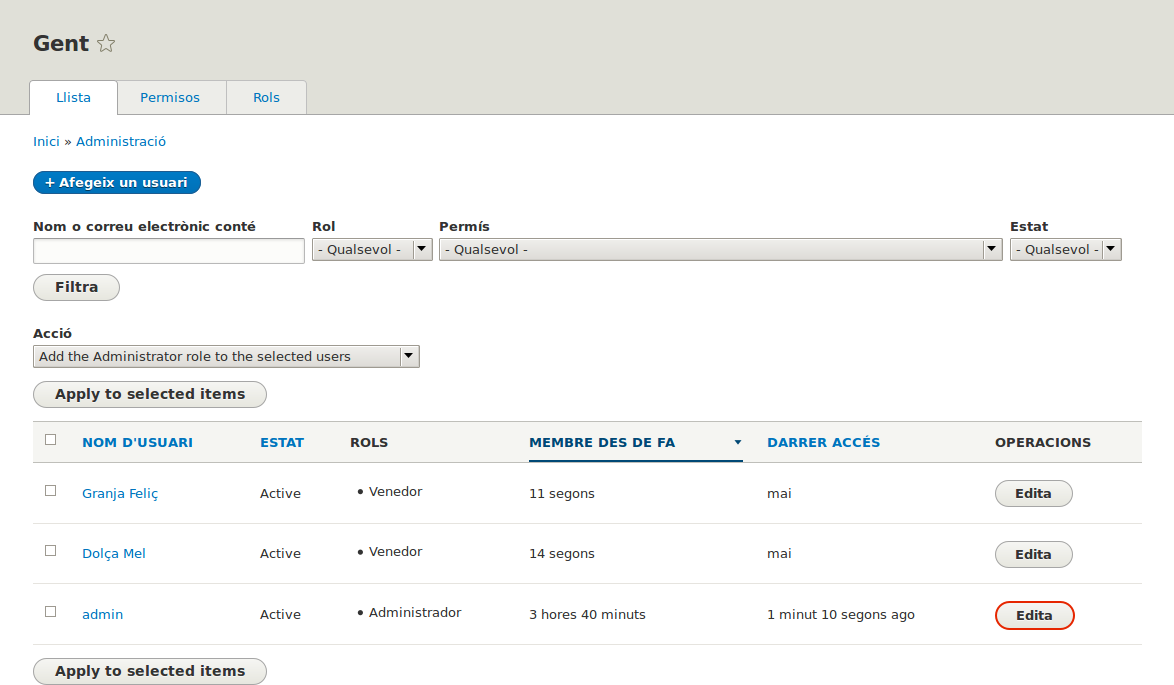 Gent
Llista Permisos Rols
Inici » Administració
+ Afegeix un usuari
Nom o correu electrònic conté Rol Permís Estat
- Qualsevol - - Qualsevol - - Qualsevol -
Filtra
Acció
Add the Administrator role to the selected users
Apply to selected items
NOM D'USUARI ESTAT ROLS MEMBRE DES DE FA DARRER ACCÉS OPERACIONS
Granja Feliç Active • Venedor 11 segons mai Edita
Dolça Mel Active • Venedor 14 segons mai Edita
admin Active • Administrador 3 hores 40 minuts 1 minut 10 segons ago Edita
Apply to selected items